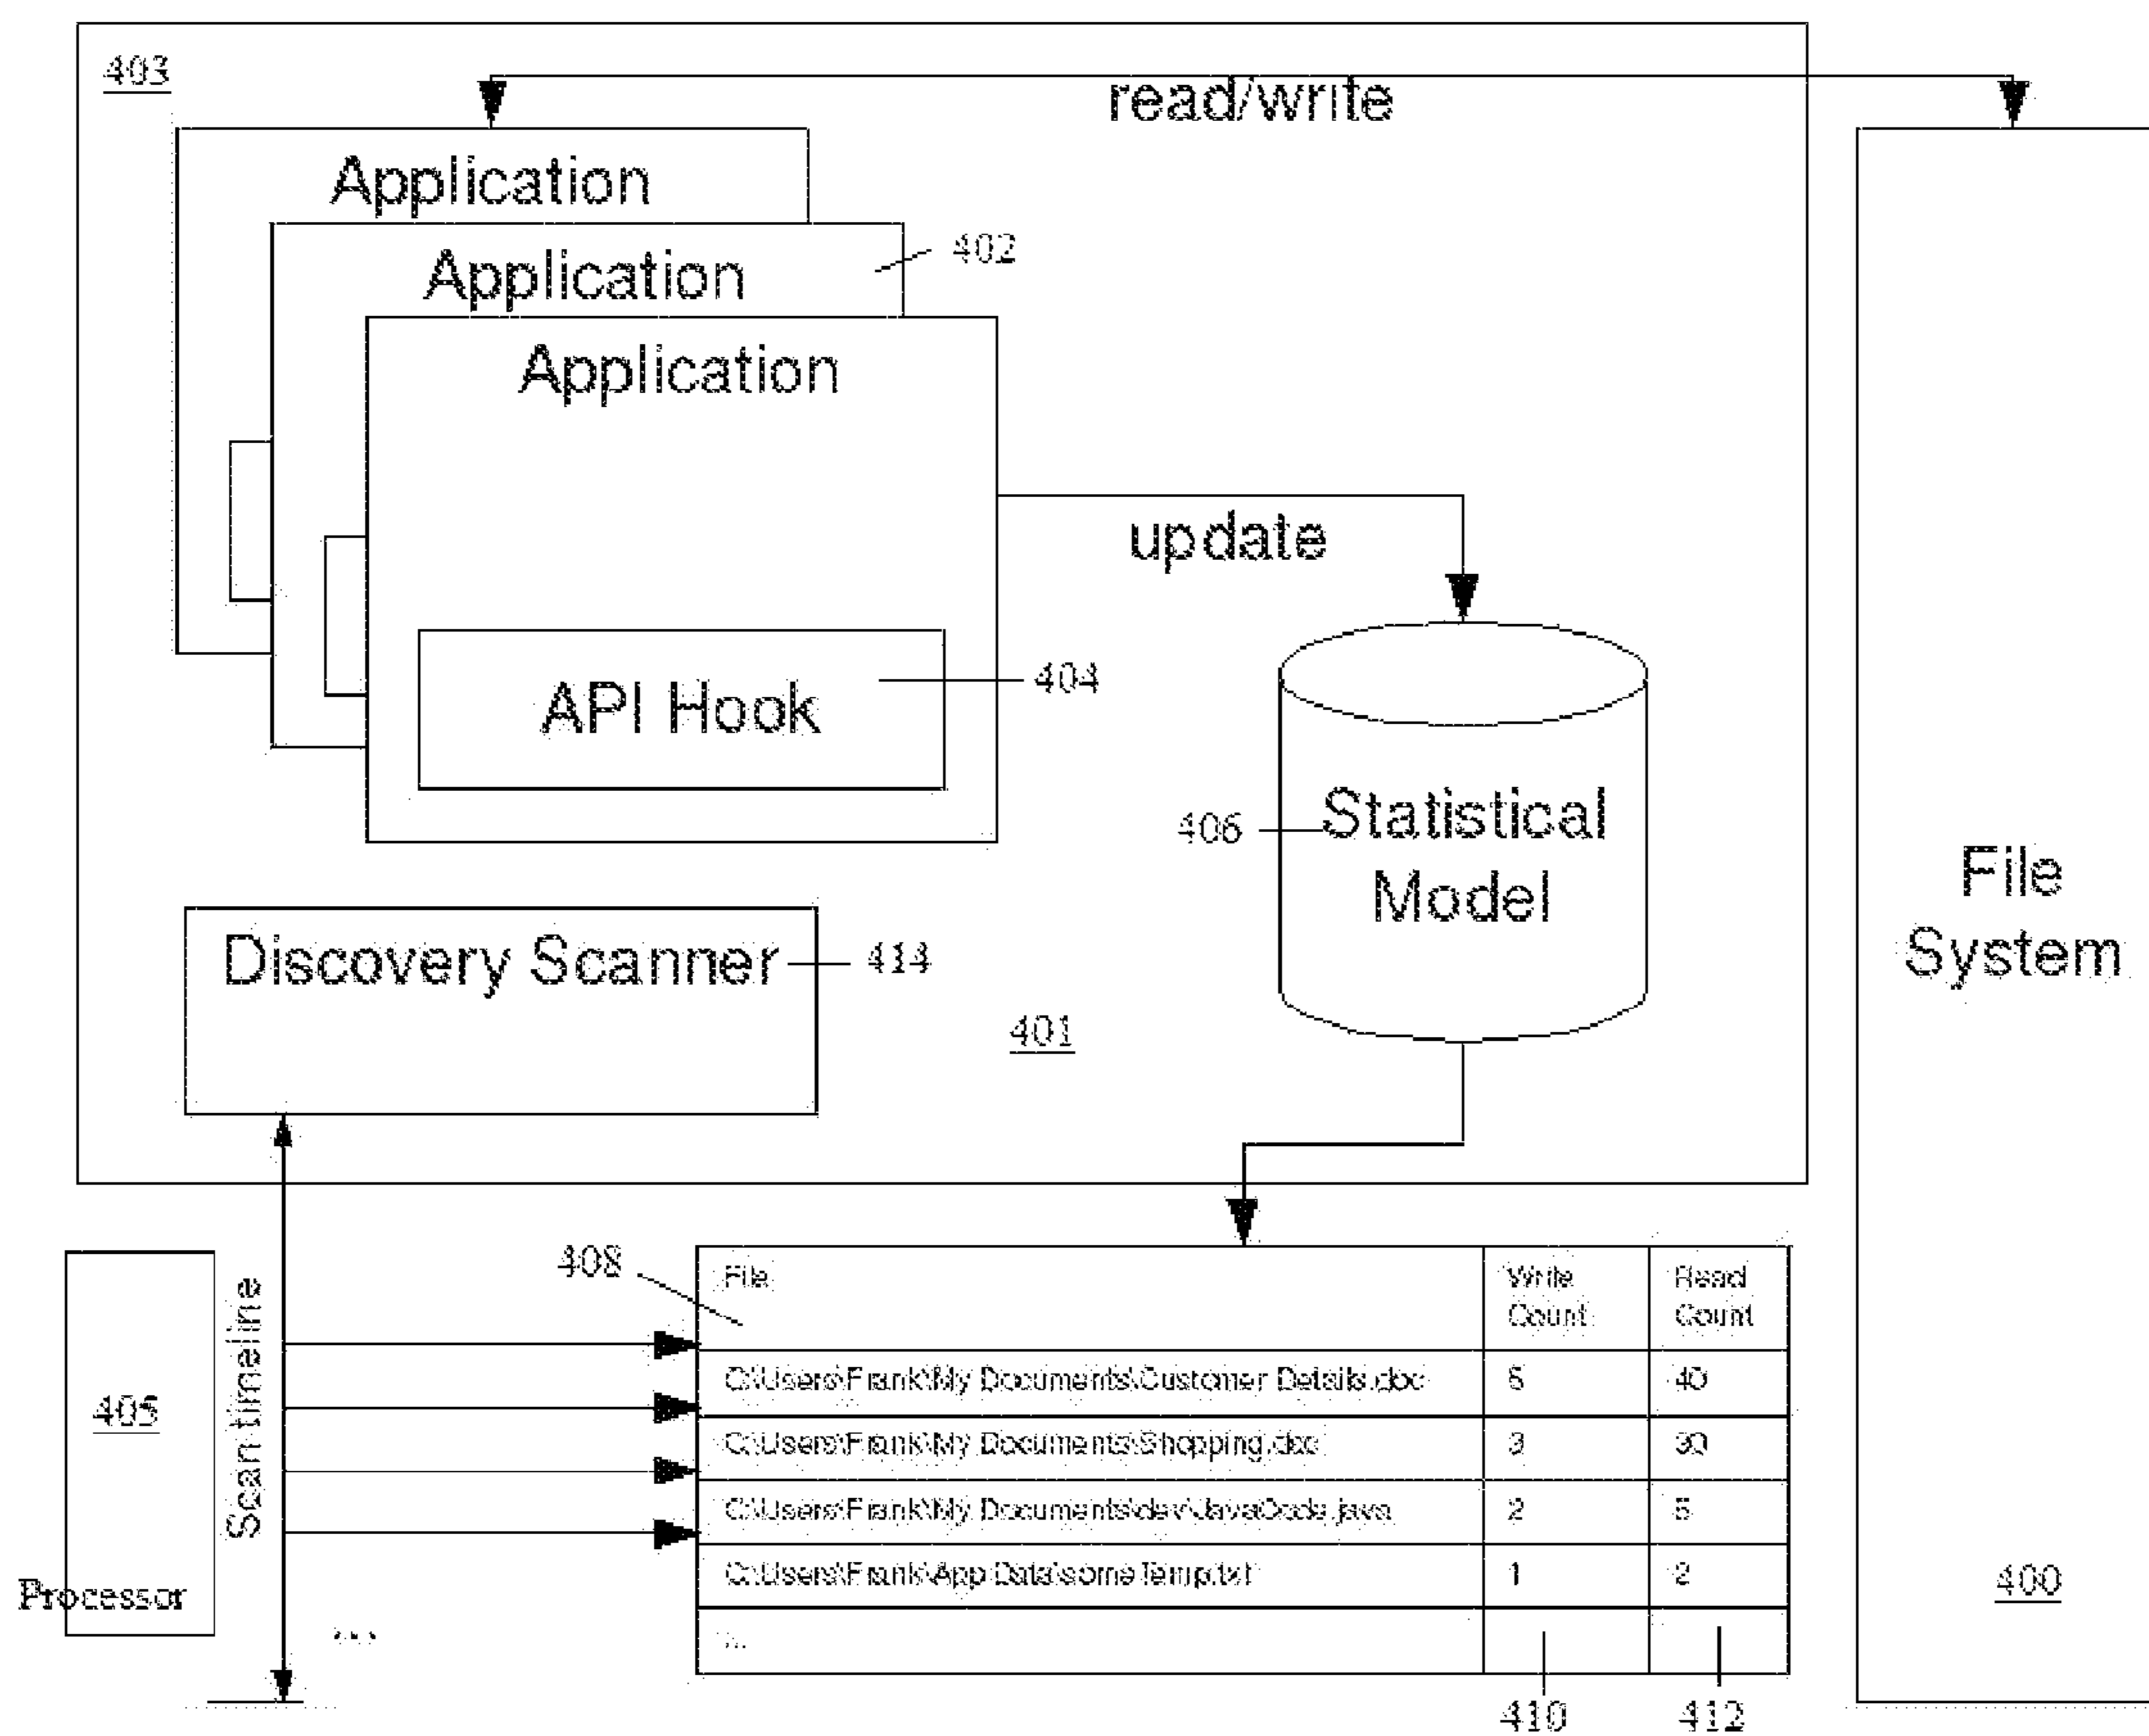 403
read/write
Application
Application
402
Application
update
API Hook
404
406
Statistical
Model
File
System
Discovery Scanner
414
401
408
File
Write
Count
Read
Count
405
Scan timeline
C:\Users\Frank\My Documents\Customer Details.doc
5
40
C:\Users\Frank\My Documents\Shopping.doc
3
30
C:\Users\Frank\My Documents\dev\JavaCode.java
2
5
C:\Users\Frank\App Data\someTemp.txt
1
2
400
Processor
...
...
410
412